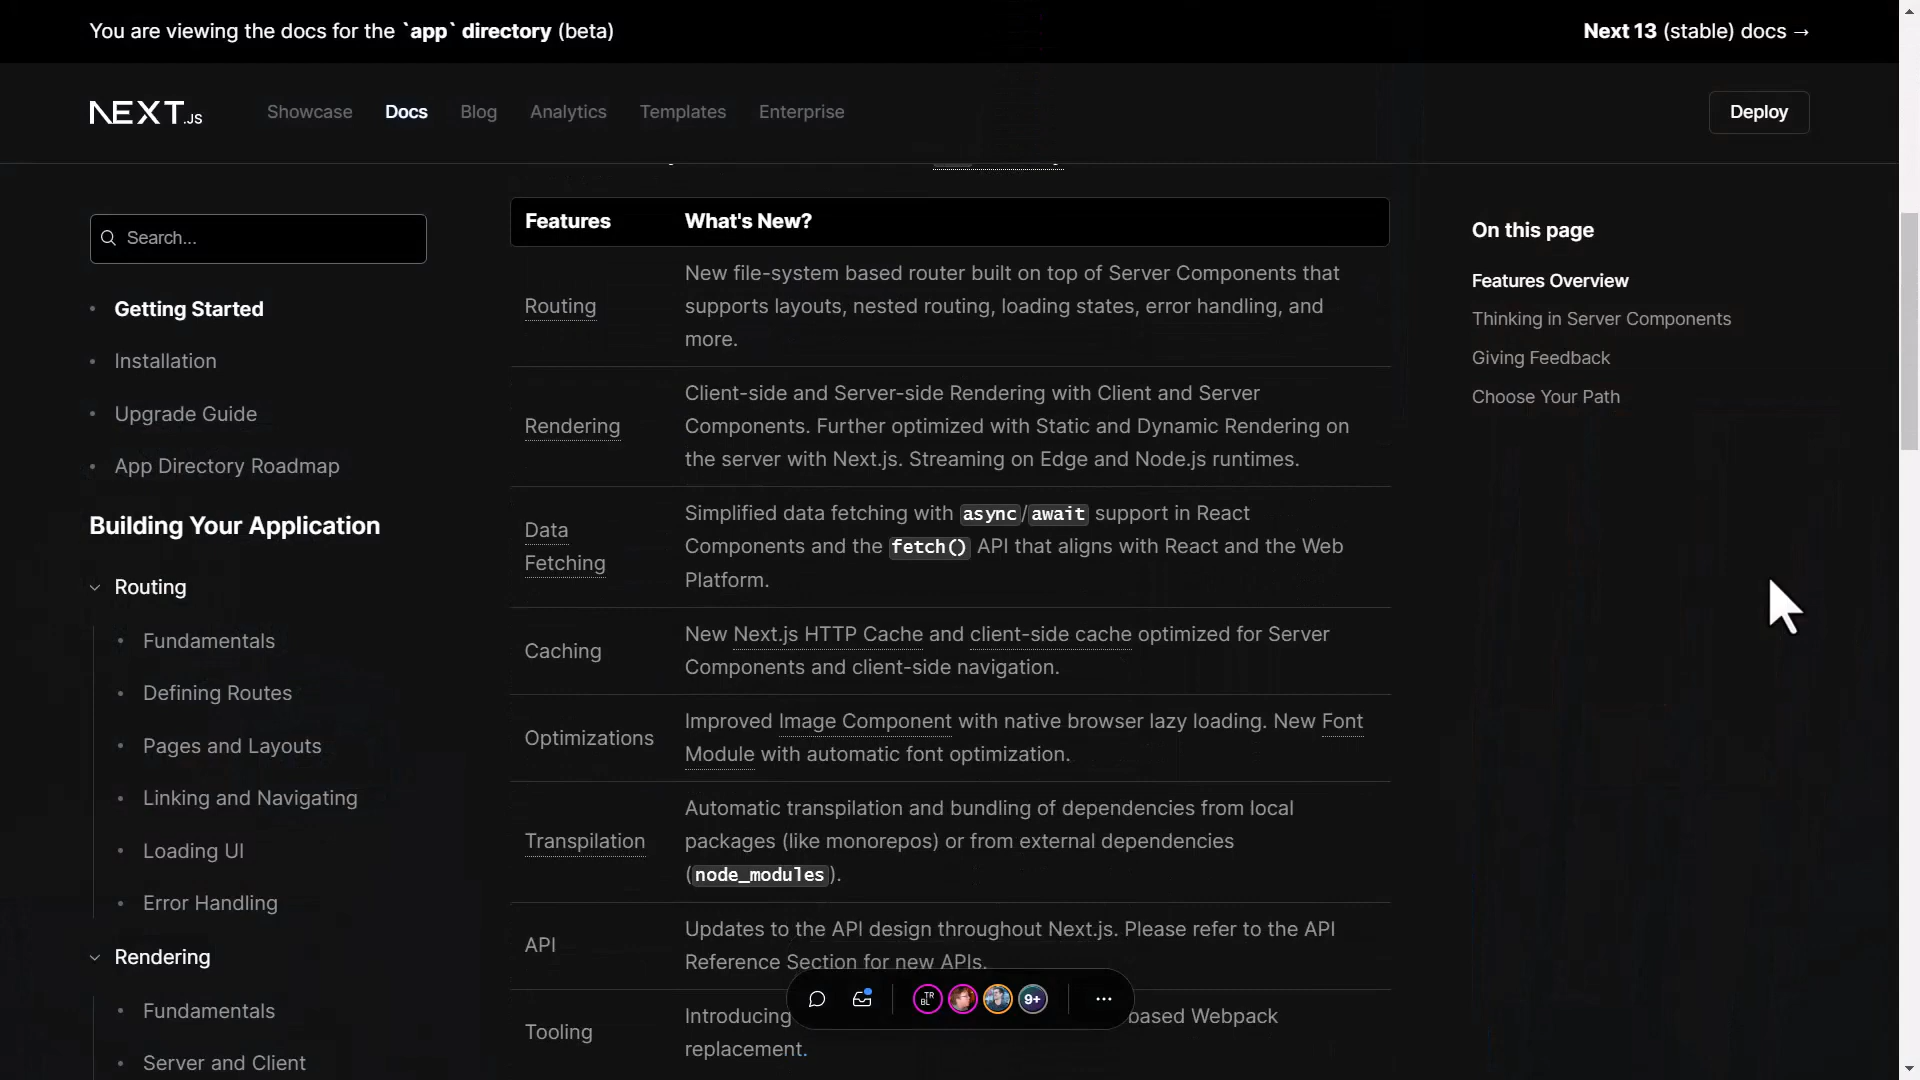 You are viewing the docs for the `app` directory (beta)
Next 13 (stable) docs →
NEXT.JS
Showcase
Docs
Blog
Analytics
Templates
Enterprise
Deploy
Search...
Getting Started
Installation
Upgrade Guide
App Directory Roadmap
Building Your Application
Routing
Fundamentals
Defining Routes
Pages and Layouts
Linking and Navigating
Loading UI
Error Handling
Rendering
Fundamentals
Server and Client
Features
What's New?
Routing
New file-system based router built on top of Server Components that
supports layouts, nested routing, loading states, error handling, and
more.
Rendering
Client-side and Server-side Rendering with Client and Server
Components. Further optimized with Static and Dynamic Rendering on
the server with Next.js. Streaming on Edge and Node.js runtimes.
Data
Fetching
Simplified data fetching with async/await support in React
Components and the fetch() API that aligns with React and the Web
Platform.
Caching
New Next.js HTTP Cache and client-side cache optimized for Server
Components and client-side navigation.
Optimizations
Improved Image Component with native browser lazy loading. New Font
Module with automatic font optimization.
Transpilation
Automatic transpilation and bundling of dependencies from local
packages (like monorepos) or from external dependencies
(node_modules).
API
Updates to the API design throughout Next.js. Please refer to the API
Reference Section for new APIs.
Tooling
Introducing based Webpack
replacement.
TR
BL
9+
On this page
Features Overview
Thinking in Server Components
Giving Feedback
Choose Your Path